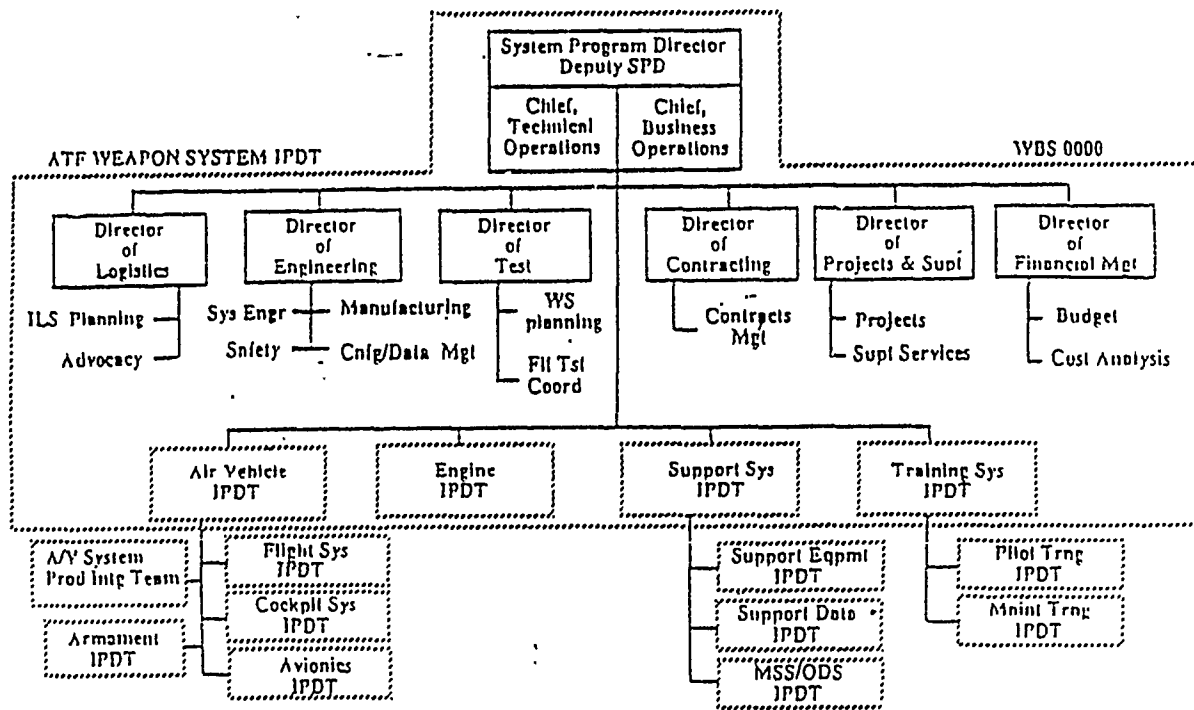 System Program Director
Deputy SPD
Chief,
Technical
Operations
Chief,
Business
Operations
ATF WEAPON SYSTEM IPDT
WBS 0000
Director
of
Logistics
Director
of
Engineering
Director
of
Test
Director
of
Contracting
Director
of
Projects & Supt
Director
of
Financial Mgt
ILS Planning
Advocacy
Sys Engr
Manufacturing
Safety
Cnfg/Data Mgt
WS
planning
Flt Tst
Coord
Contracts
Mgt
Projects
Supt Services
Budget
Cost Analysis
Air Vehicle
IPDT
Engine
IPDT
Support Sys
IPDT
Training Sys
IPDT
A/V System
Prod Intg Team
Flight Sys
IPDT
Cockpit Sys
IPDT
Armament
IPDT
Avionics
IPDT
Support Eqpmt
IPDT
Support Data
IPDT
MSS/ODS
IPDT
Pilot Trng
IPDT
Maint Trng
IPDT